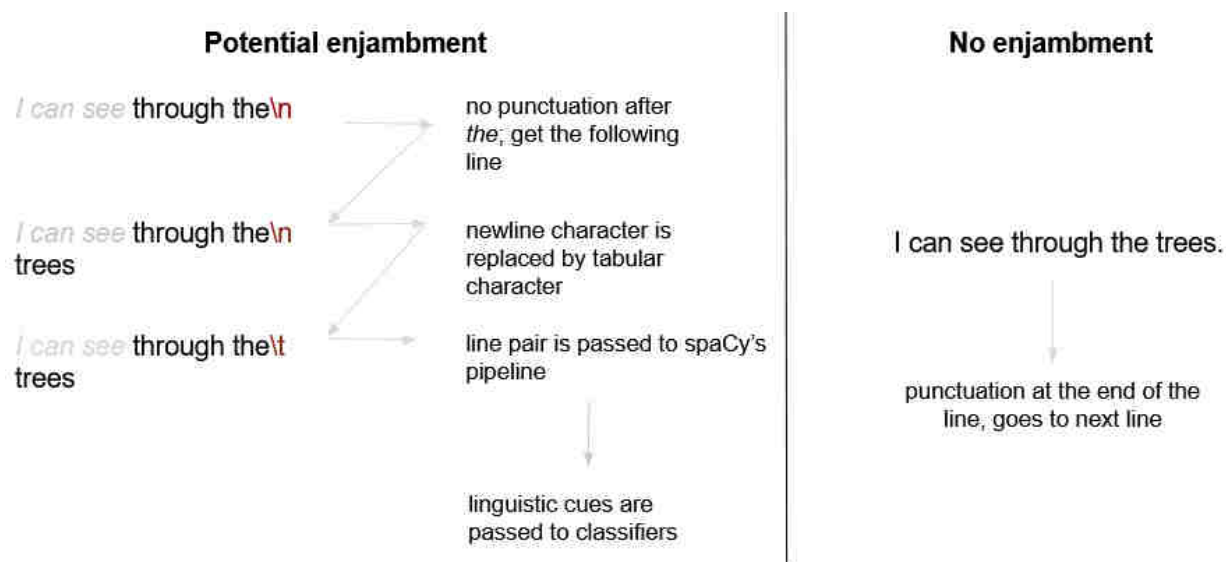 Potential enjambment
I can see through the\n
no punctuation after
the; get the following
line
I can see through the\n
trees
newline character is
replaced by tabular
character
I can see through the\t
trees
line pair is passed to spaCy's
pipeline
linguistic cues are
passed to classifiers
No enjambment
I can see through the trees.
punctuation at the end of the
line, goes to next line